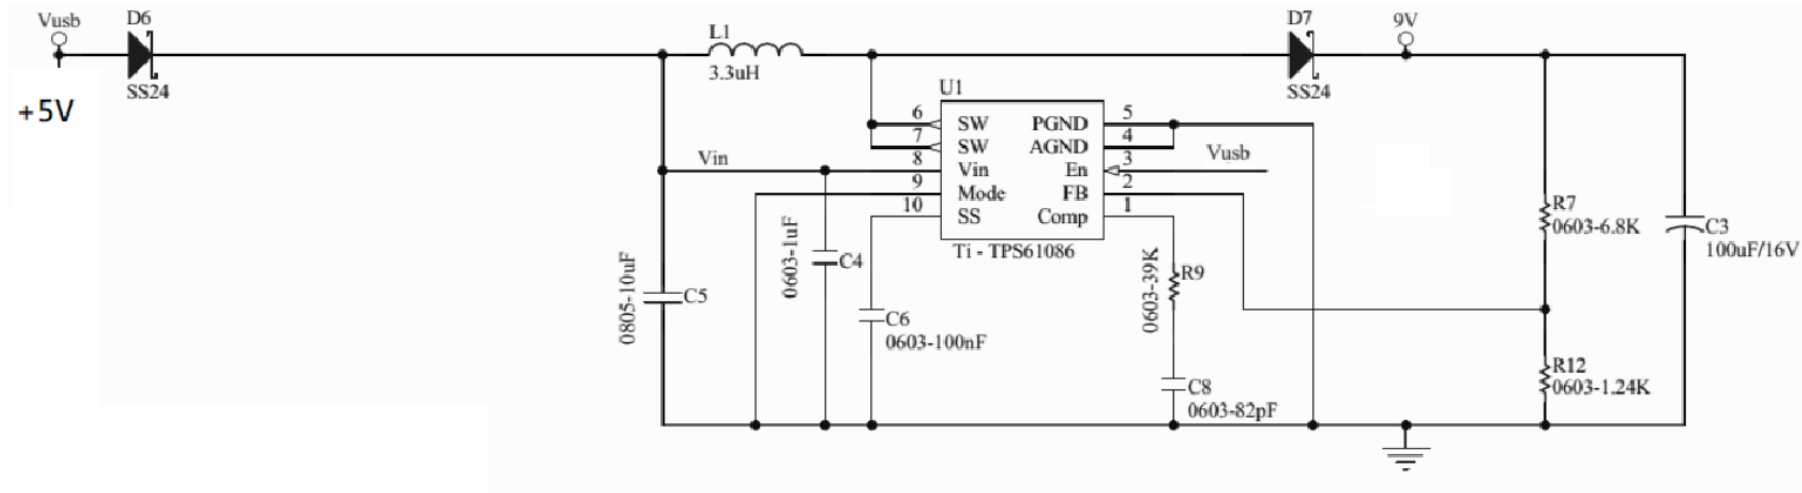 Vusb
D6
SS24
+5V
L1
3.3uH
D7
SS24
9V
U1
6
7
8
9
10
SW
SW
Vin
Mode
SS
PGND
AGND
En
FB
Comp
5
4
3
2
1
Ti - TPS61086
Vin
Vusb
R7
0603-6.8K
C3
100uF/16V
0603-1uF
C4
0805-10uF
C5
C6
0603-100nF
0603-39K
R9
C8
0603-82pF
R12
0603-1.24K